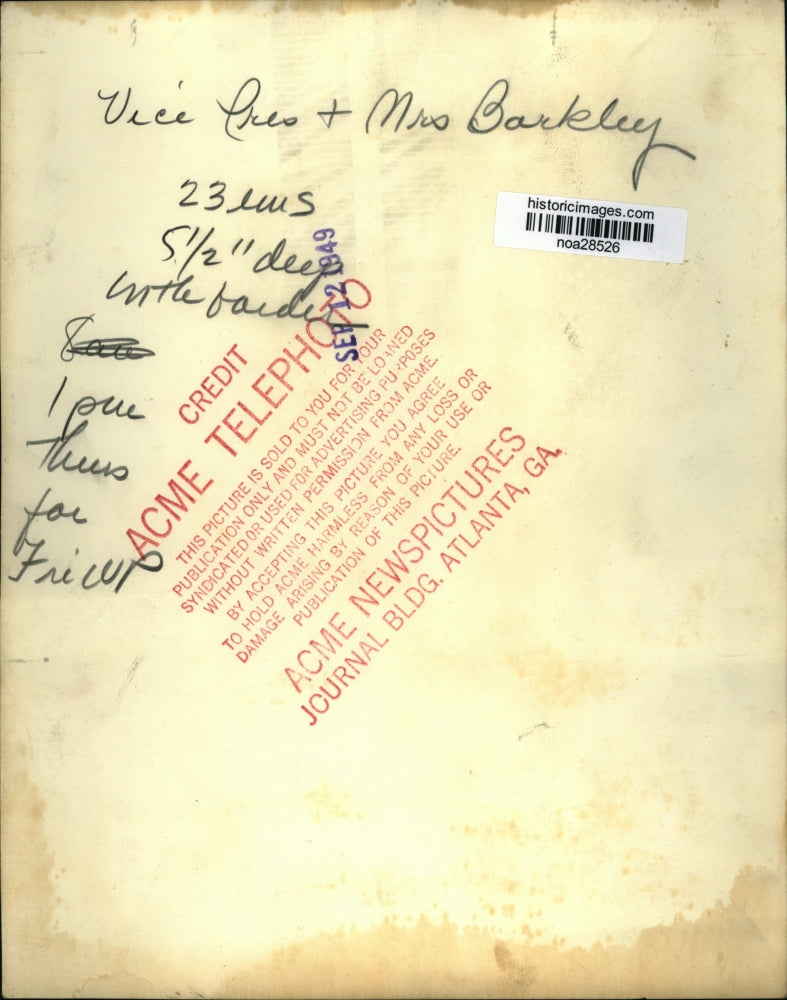 Vice Pres + Mrs Barkley
historicimages.com
noa28526
23 ems
5 1/2" deep
with border
SEP 12 1949
1 pm
Thurs
for
Fri WP
CREDIT
ACME TELEPHOTO
THIS PICTURE IS SOLD TO YOU FOR YOUR
PUBLICATION ONLY AND MUST NOT BE LOANED
SYNDICATED OR USED FOR ADVERTISING PURPOSES
WITHOUT WRITTEN PERMISSION FROM ACME.
BY ACCEPTING THIS PICTURE YOU AGREE
TO HOLD ACME HARMLESS FROM ANY LOSS OR
DAMAGE ARISING BY REASON OF YOUR USE OR
PUBLICATION OF THIS PICTURE.
ACME NEWSPICTURES
JOURNAL BLDG. ATLANTA, GA.